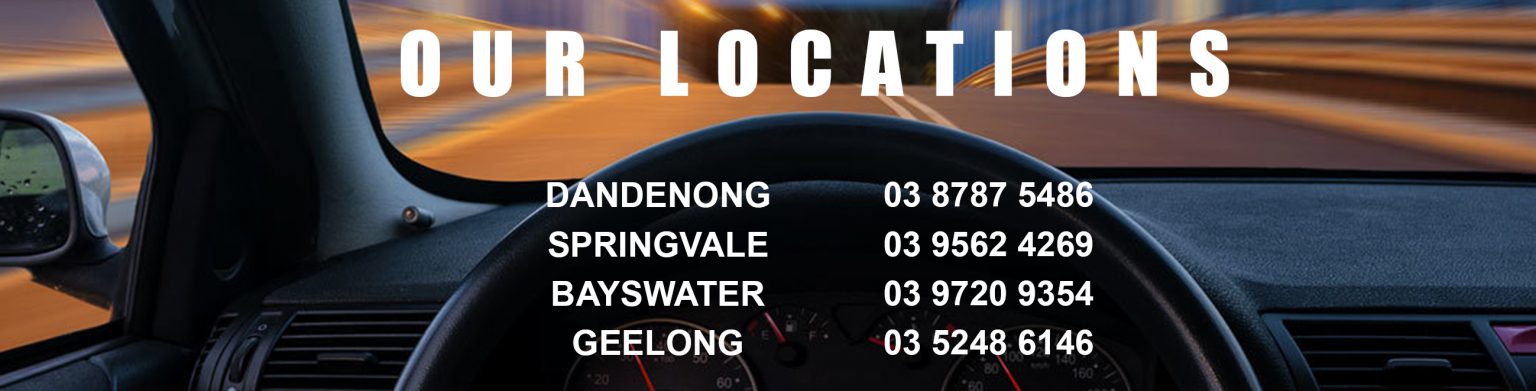 OUR LOCATIONS
DANDENONG 03 8787 5486
SPRINGVALE 03 9562 4269
BAYSWATER 03 9720 9354
GEELONG 03 5248 6146